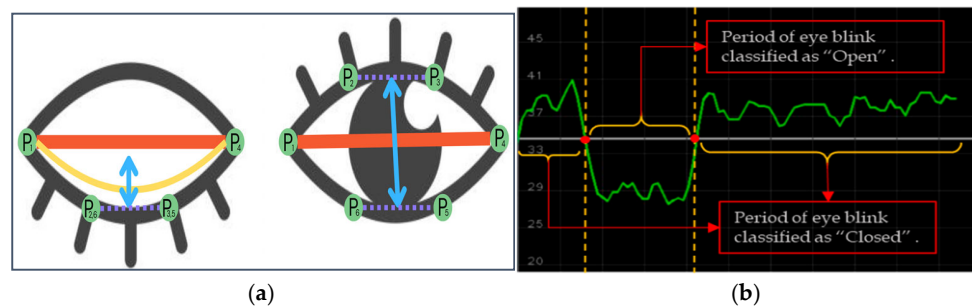 P1
P4
P2,6
P3,5
P2
P3
P1
P4
P6
P5
45
41
37
33
29
25
20
Period of eye blink
classified as "Open" .
Period of eye blink
classified as "Closed" .
(a)
(b)